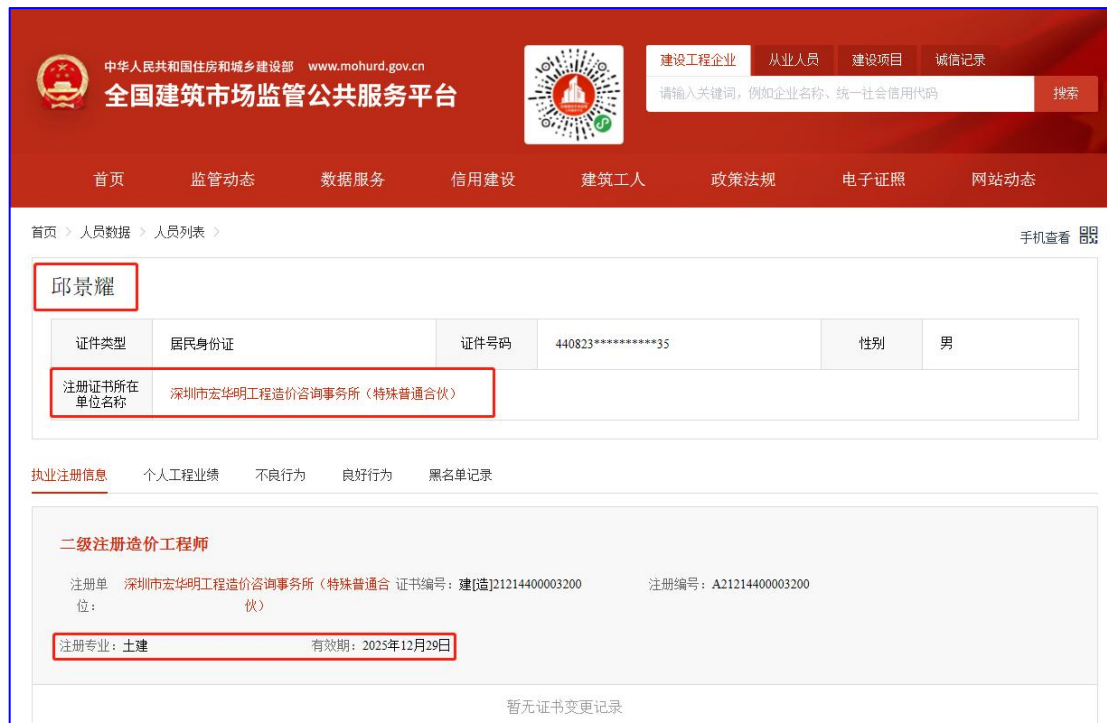 中华人民共和国住房和城乡建设部 www.mohurd.gov.cn
全国建筑市场监管公共服务平台
建设工程企业 从业人员 建设项目 诚信记录
请输入关键词，例如企业名称、统一社会信用代码 搜索
首页 监管动态 数据服务 信用建设 建筑工人 政策法规 电子证照 网站动态
首页 > 人员数据 > 人员列表 >
手机查看
邱景耀
证件类型 居民身份证 证件号码 440823**********35 性别 男
注册证书所在
单位名称 深圳市宏华明工程造价咨询事务所（特殊普通合伙）
执业注册信息 个人工程业绩 不良行为 良好行为 黑名单记录
二级注册造价工程师
注册单 深圳市宏华明工程造价咨询事务所（特殊普通合 证书编号：建[造]21214400003200 注册编号：A21214400003200
位： 伙）
注册专业：土建 有效期：2025年12月29日
暂无证书变更记录